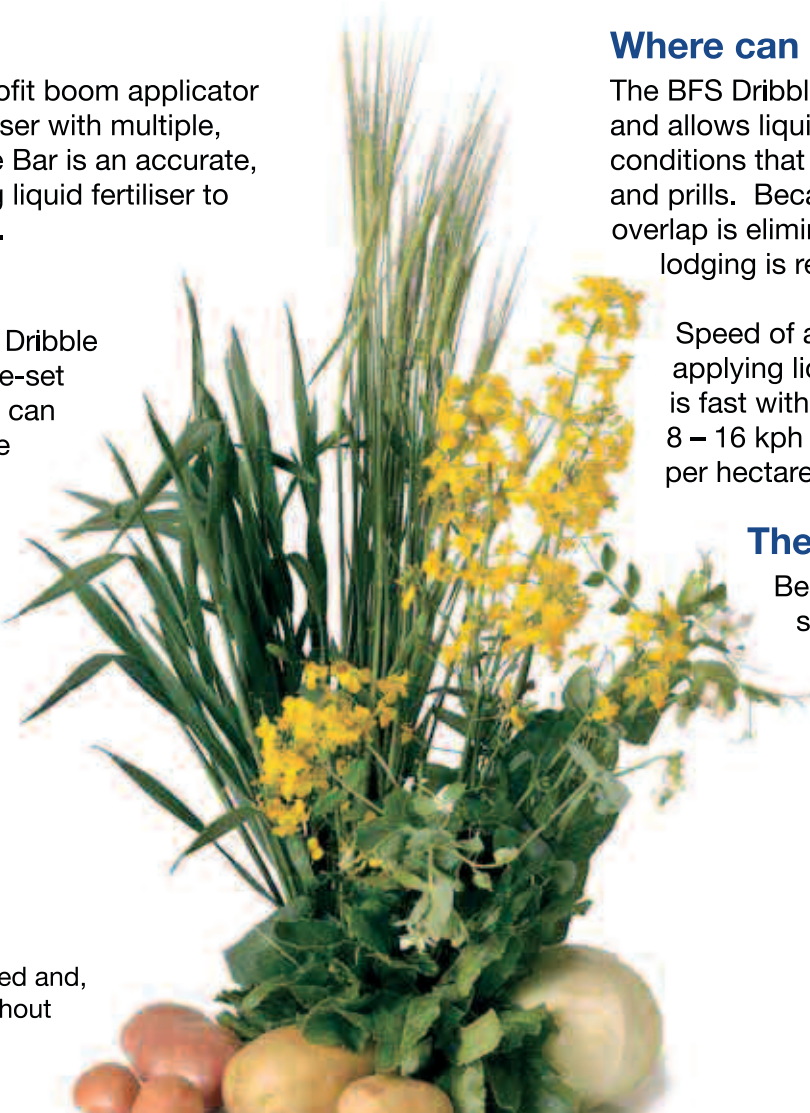 ofit boom applicator
ser with multiple,
e Bar is an accurate,
g liquid fertiliser to
.
Dribble
e-set
can
e
ed and,
hout
Where can
The BFS Dribbl
and allows liqui
conditions that
and prills. Beca
overlap is elimi
lodging is re
Speed of a
applying lic
is fast with
8 – 16 kph
per hectare
The
Be
s